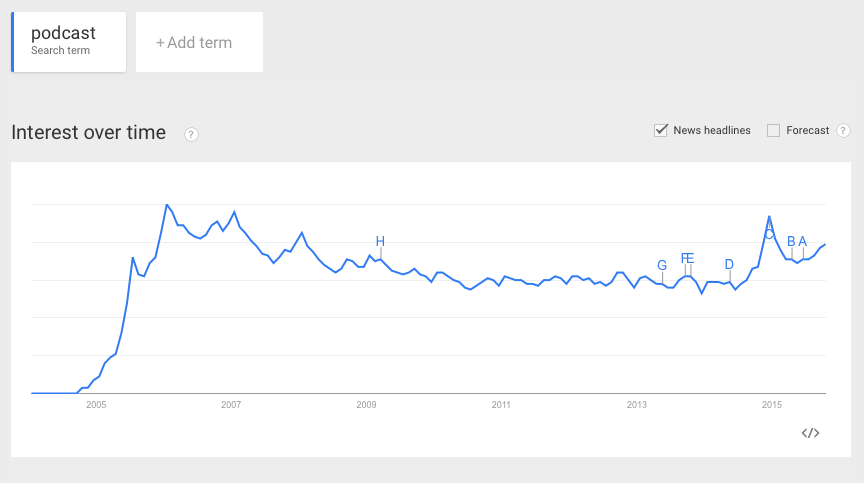 podcast
Search term
+Add term
Interest over time ?
News headlines
Forecast ?
H
G
F
E
D
C
B
A
2005
2007
2009
2011
2013
2015
</>